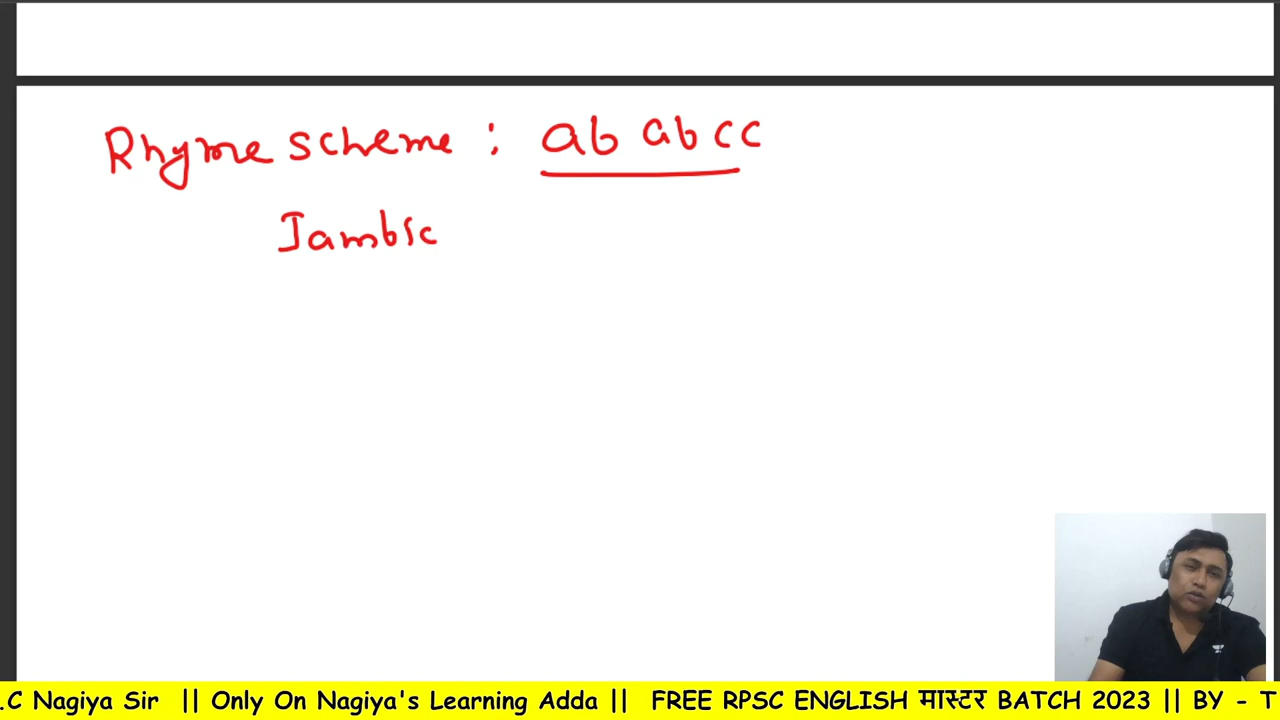 Rhyme scheme : ab ab cc
Iambic
.C Nagiya Sir || Only On Nagiya's Learning Adda || FREE RPSC ENGLISH मास्टर BATCH 2023 || BY - T